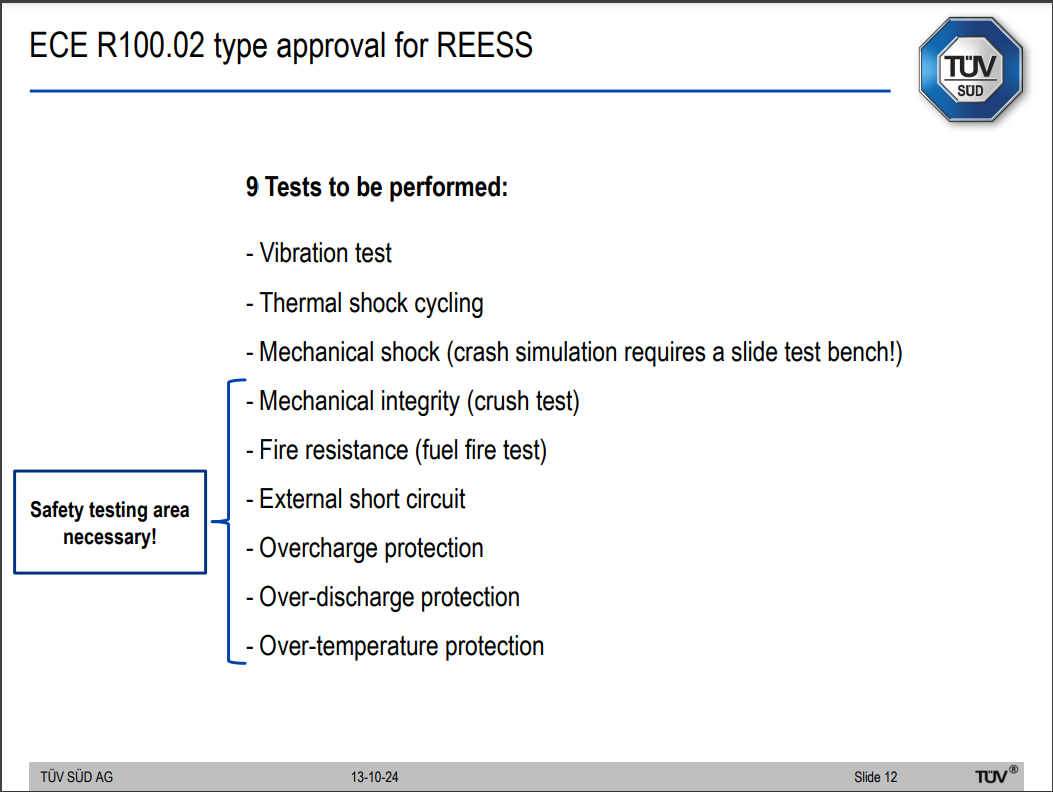 ECE R100.02 type approval for REESS
TÜV
SÜD
9 Tests to be performed:
- Vibration test
- Thermal shock cycling
- Mechanical shock (crash simulation requires a slide test bench!)
- Mechanical integrity (crush test)
- Fire resistance (fuel fire test)
- External short circuit
- Overcharge protection
- Over-discharge protection
- Over-temperature protection
Safety testing area
necessary!
TÜV SÜD AG
13-10-24
Slide 12
TÜV®